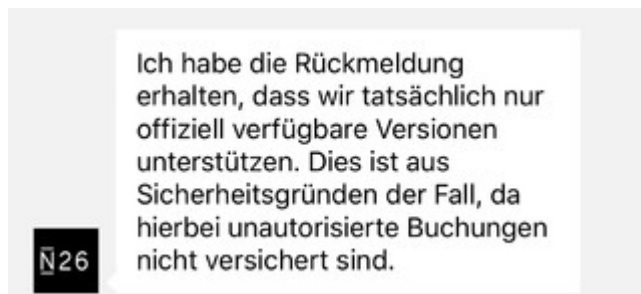 Ich habe die Rückmeldung
erhalten, dass wir tatsächlich nur
offiziell verfügbare Versionen
unterstützen. Dies ist aus
Sicherheitsgründen der Fall, da
hierbei unautorisierte Buchungen
nicht versichert sind.
N26